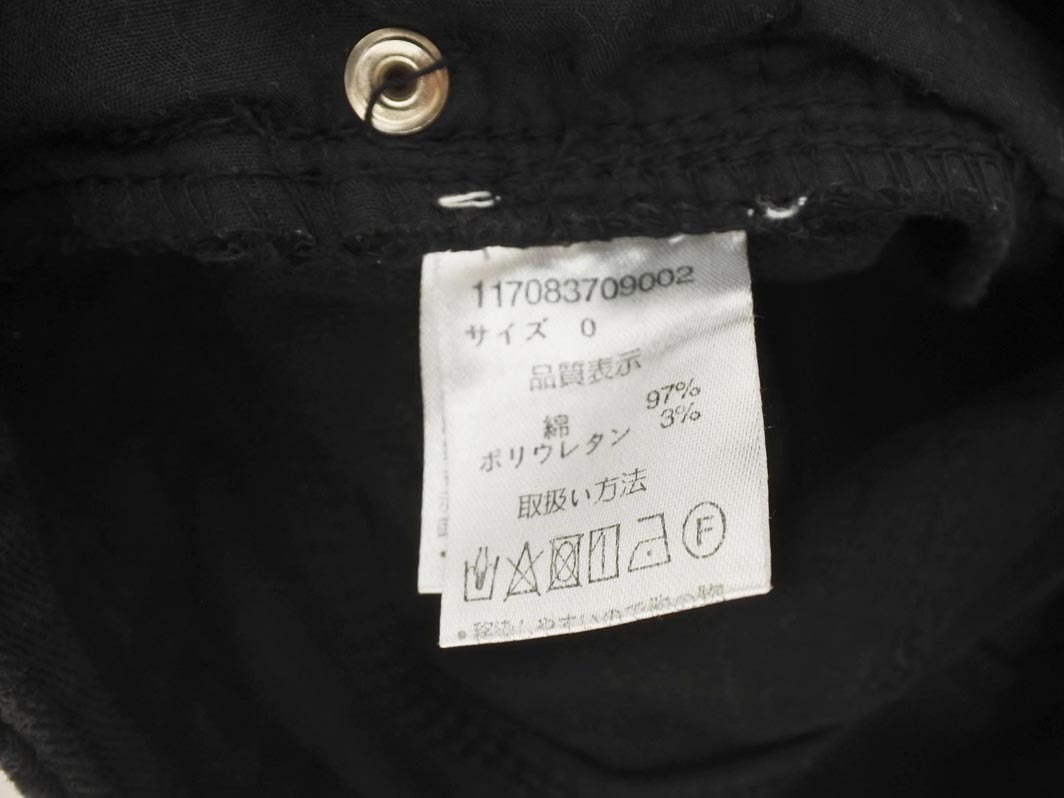 117083709002
サイズ 0
品質表示
綿 97%
ポリウレタン 3%
取扱い方法
F